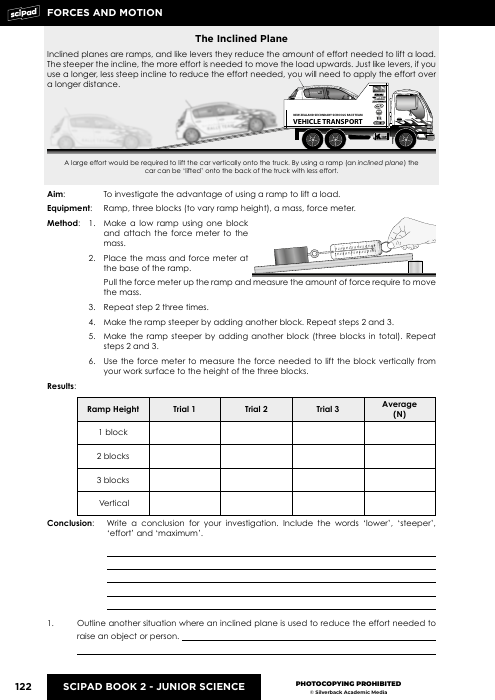 scipad FORCES AND MOTION
The Inclined Plane
Inclined planes are ramps, and like levers they reduce the amount of effort needed to lift a load.
The steeper the incline, the more effort is needed to move the load upwards. Just like levers, if you
use a longer, less steep incline to reduce the effort needed, you will need to apply the effort over
a longer distance.
VEHICLE TRANSPORT
A large effort would be required to lift the car vertically onto the truck. By using a ramp (an inclined plane) the
car can be ‘lifted’ onto the back of the truck with less effort.
Aim: To investigate the advantage of using a ramp to lift a load.
Equipment: Ramp, three blocks (to vary ramp height), a mass, force meter.
Method: 1. Make a low ramp using one block
and attach the force meter to the
mass.
2. Place the mass and force meter at
the base of the ramp.
Pull the force meter up the ramp and measure the amount of force require to move
the mass.
3. Repeat step 2 three times.
4. Make the ramp steeper by adding another block. Repeat steps 2 and 3.
5. Make the ramp steeper by adding another block (three blocks in total). Repeat
steps 2 and 3.
6. Use the force meter to measure the force needed to lift the block vertically from
your work surface to the height of the three blocks.
Results:
Ramp Height Trial 1 Trial 2 Trial 3 Average
(N)
1 block
2 blocks
3 blocks
Vertical
Conclusion: Write a conclusion for your investigation. Include the words ‘lower’, ‘steeper’,
‘effort’ and ‘maximum’.
1. Outline another situation where an inclined plane is used to reduce the effort needed to
raise an object or person.
122 SCIPAD BOOK 2 - JUNIOR SCIENCE PHOTOCOPYING PROHIBITED
© Silverback Academic Media